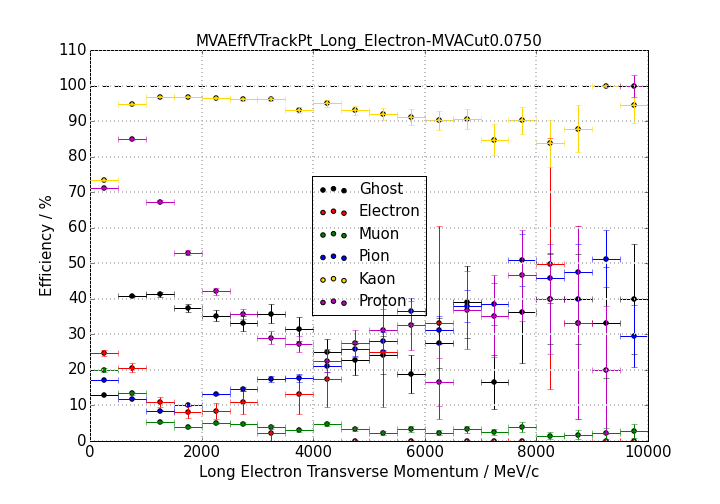 MVAEffVTrackPt_Long_Electron-MVACut0.0750
110
100
90
80
70
60
50
40
30
20
10
0
Efficiency / %
Ghost
Electron
Muon
Pion
Kaon
Proton
0 2000 4000 6000 8000 10000
Long Electron Transverse Momentum / MeV/c